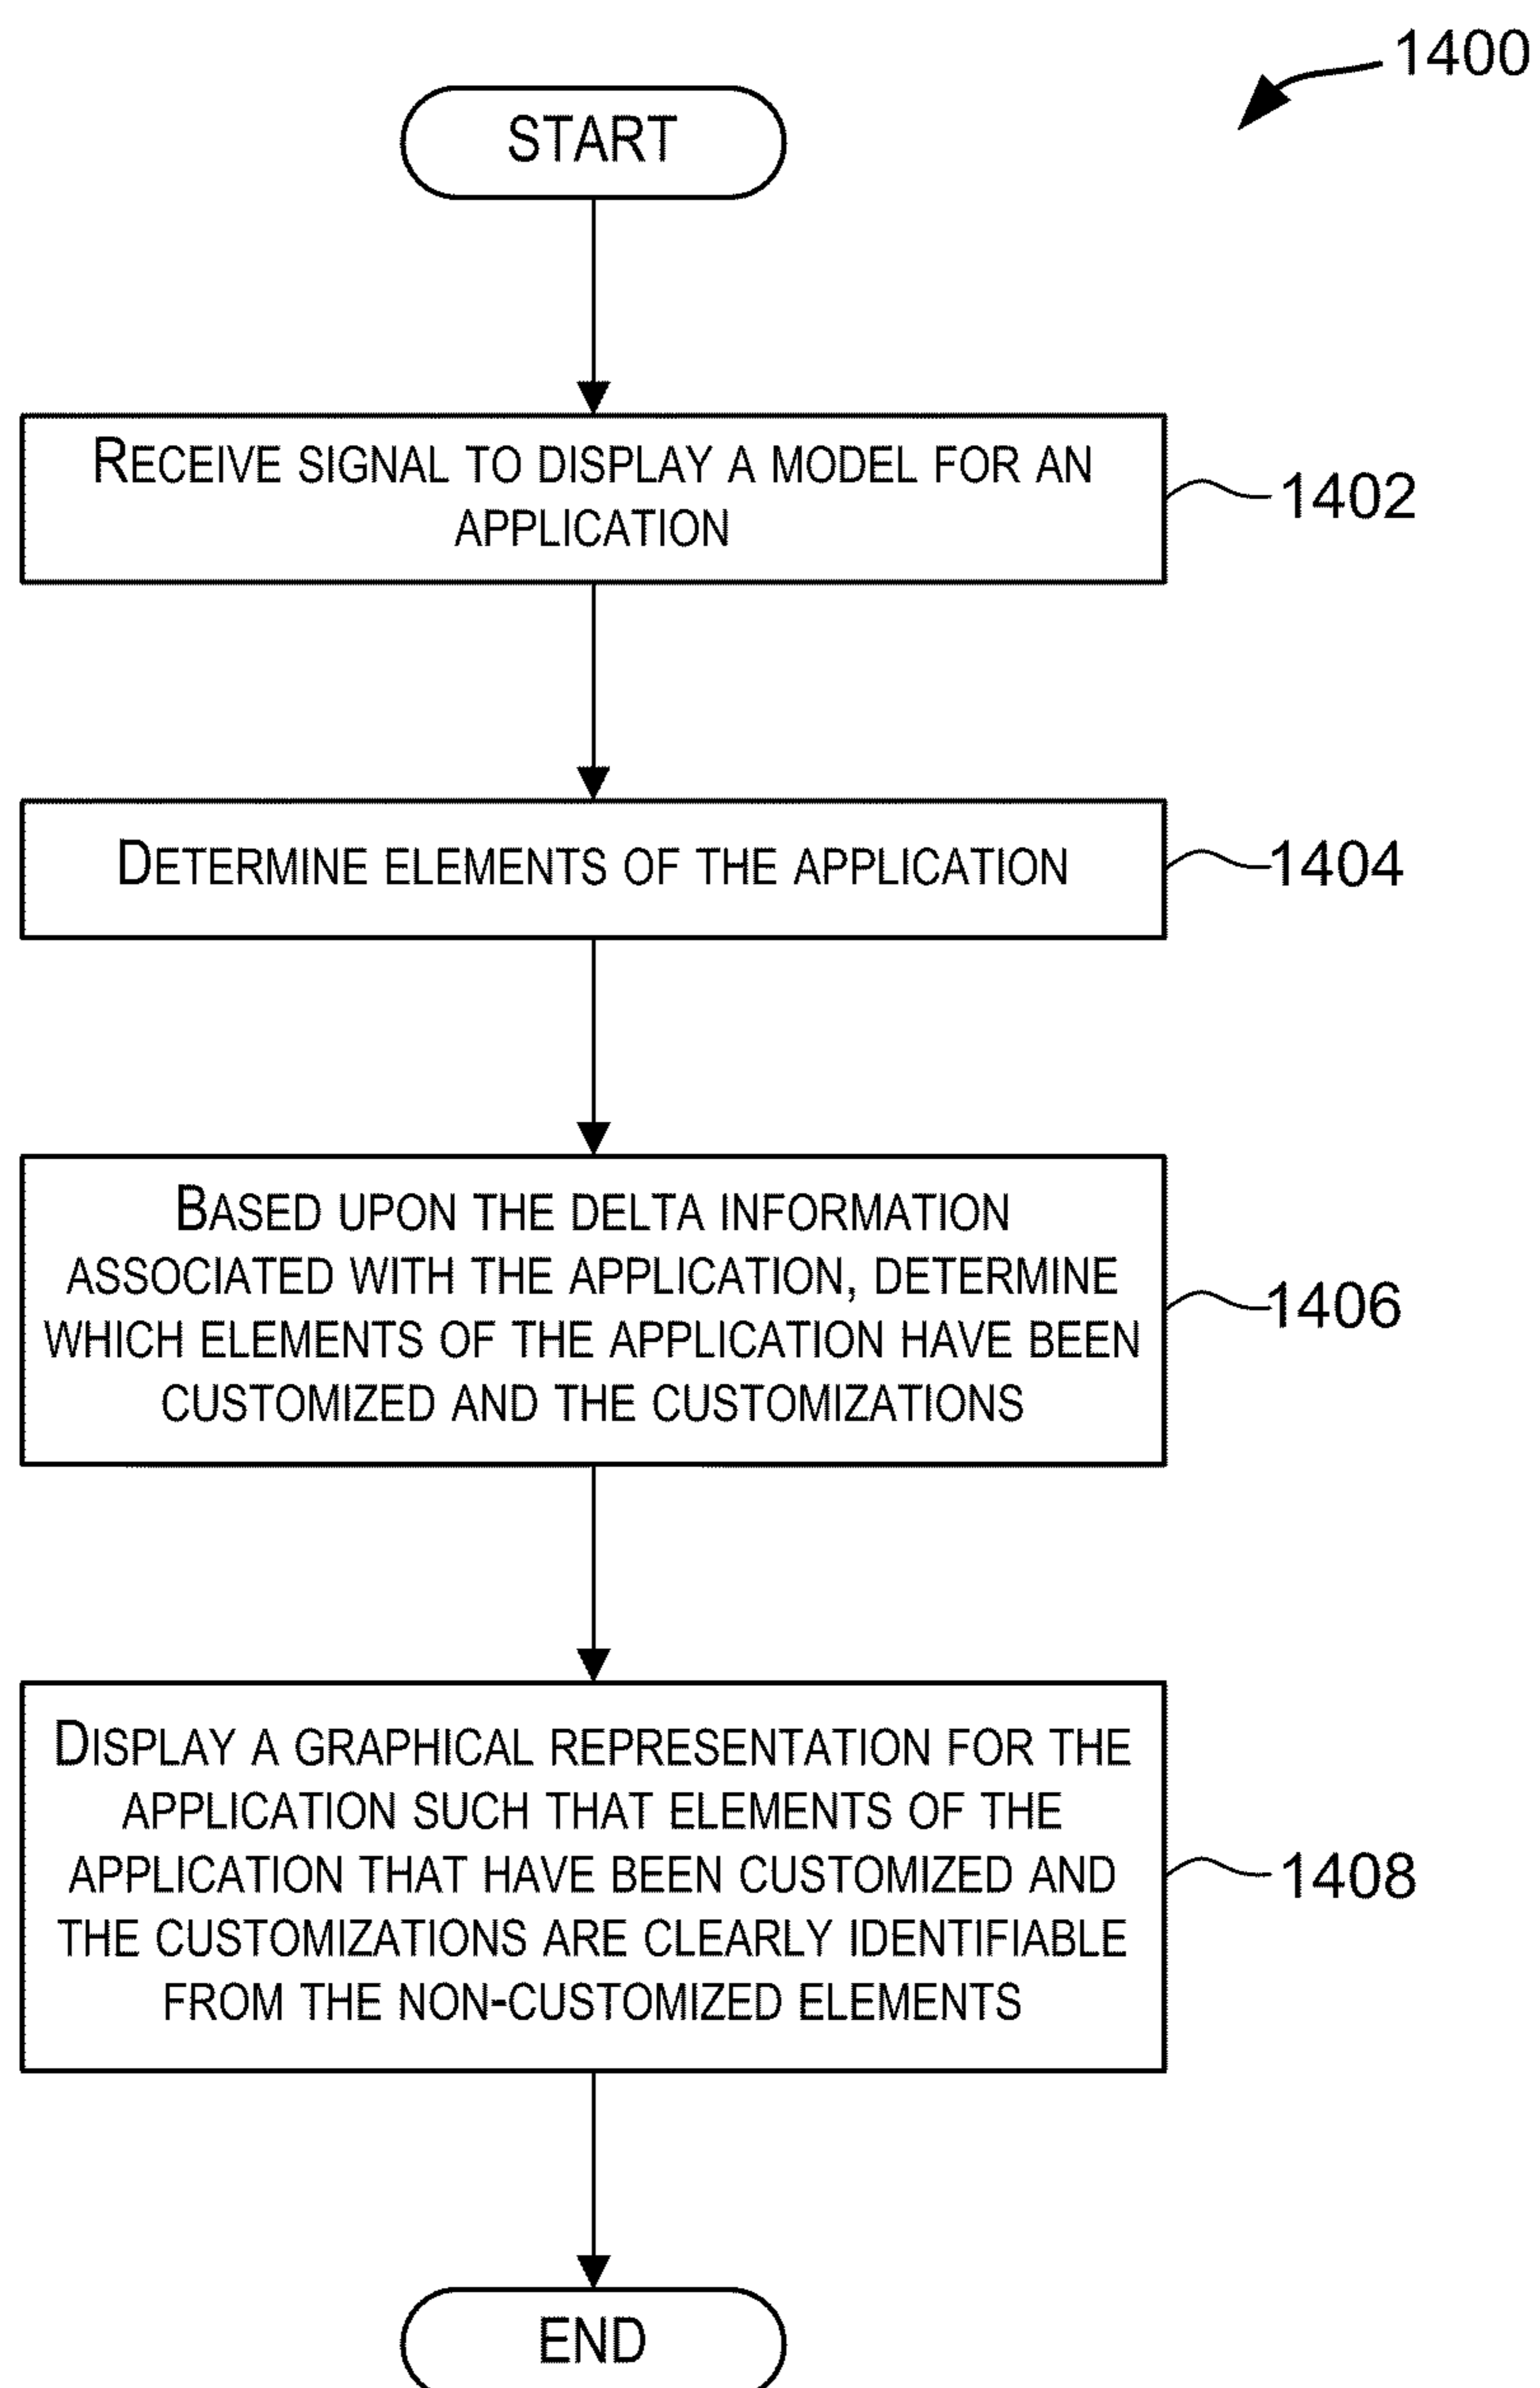 1400
START
RECEIVE SIGNAL TO DISPLAY A MODEL FOR AN
APPLICATION
1402
DETERMINE ELEMENTS OF THE APPLICATION
1404
BASED UPON THE DELTA INFORMATION
ASSOCIATED WITH THE APPLICATION, DETERMINE
WHICH ELEMENTS OF THE APPLICATION HAVE BEEN
CUSTOMIZED AND THE CUSTOMIZATIONS
1406
DISPLAY A GRAPHICAL REPRESENTATION FOR THE
APPLICATION SUCH THAT ELEMENTS OF THE
APPLICATION THAT HAVE BEEN CUSTOMIZED AND
THE CUSTOMIZATIONS ARE CLEARLY IDENTIFIABLE
FROM THE NON-CUSTOMIZED ELEMENTS
1408
END